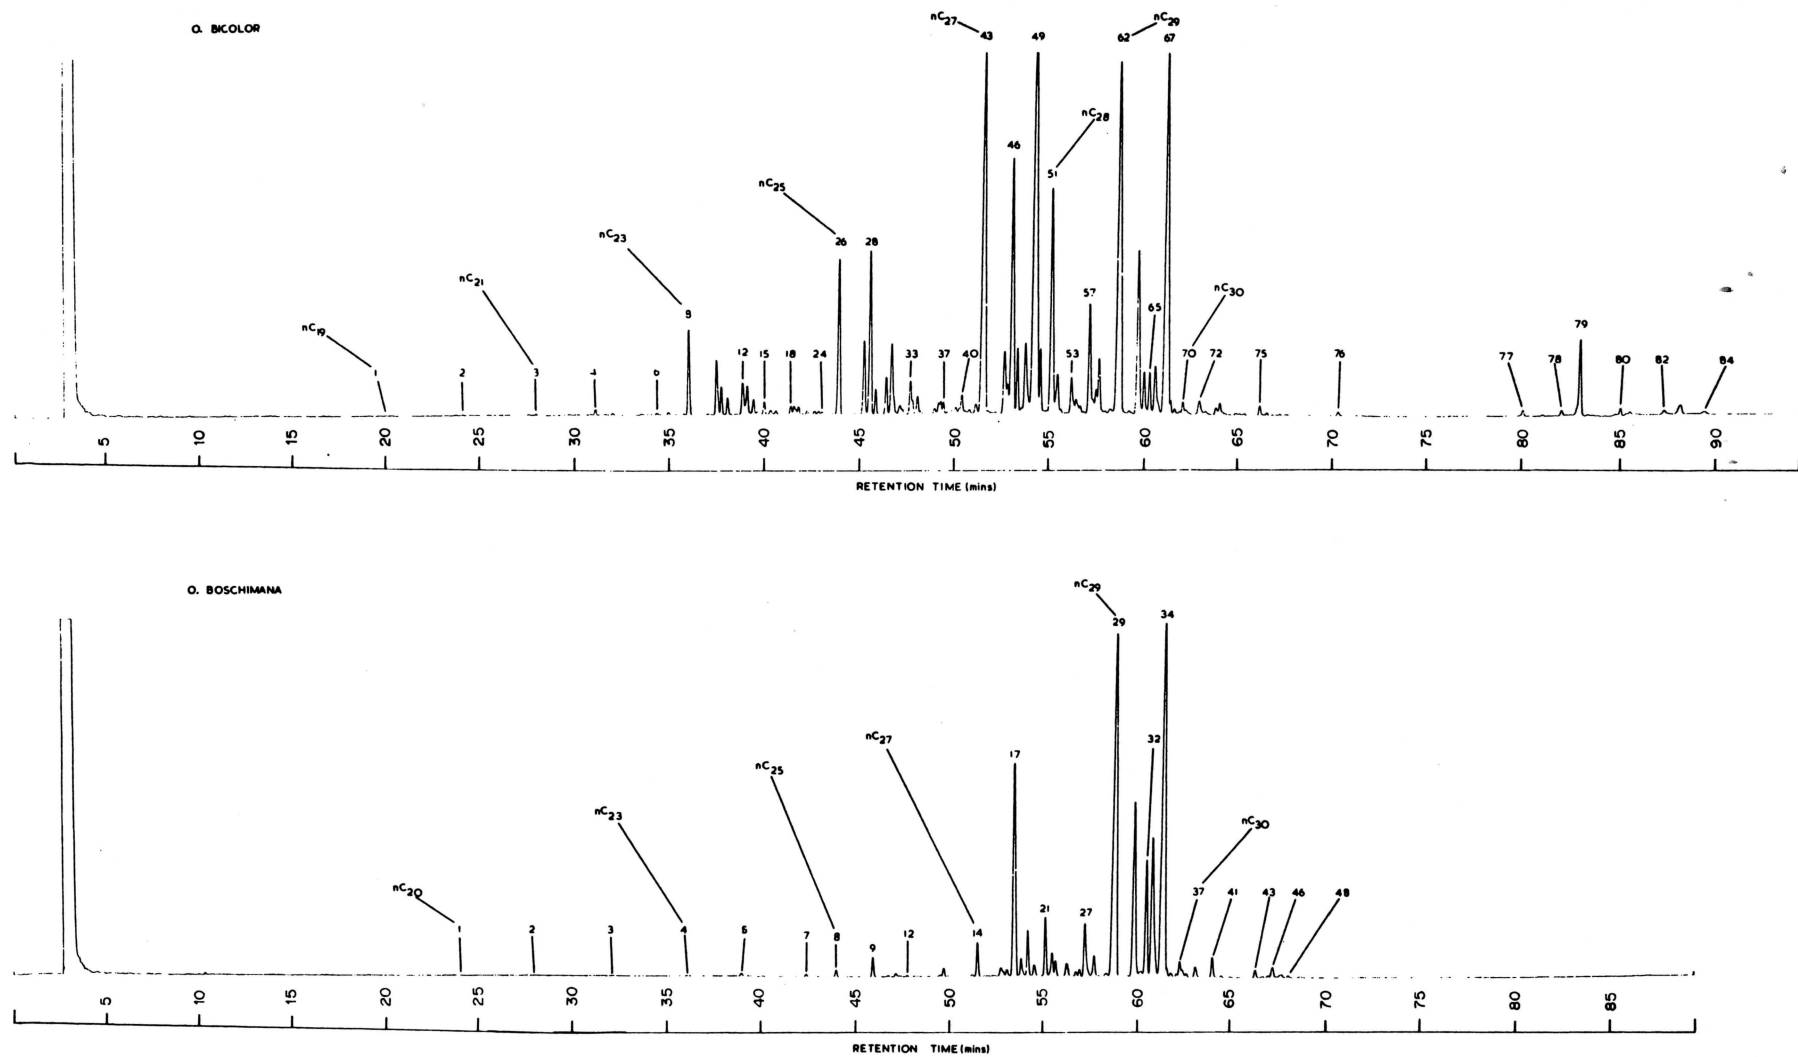 O. BICOLOR
nC27 43 49 62 nC29 67
nC28
46
51
nC25
26 28
nC23
nC21
nC19
9
57
nC30
65
79
1 2 3 4 6 12 15 18 24 33 37 40 53 70 72 75 76 77 78 80 82 84
5 10 15 20 25 30 35 40 45 50 55 60 65 70 75 80 85 90
RETENTION TIME (mins)
O. BOSCHIMANA
nC29
29 34
nC27
17
32
nC25
nC23
nC30
nC20
21 27
37 41 43 46 48
1 2 3 4 7 8 9 12 14
5 10 15 20 25 30 35 40 45 50 55 60 65 70 75 80 85
RETENTION TIME (mins)